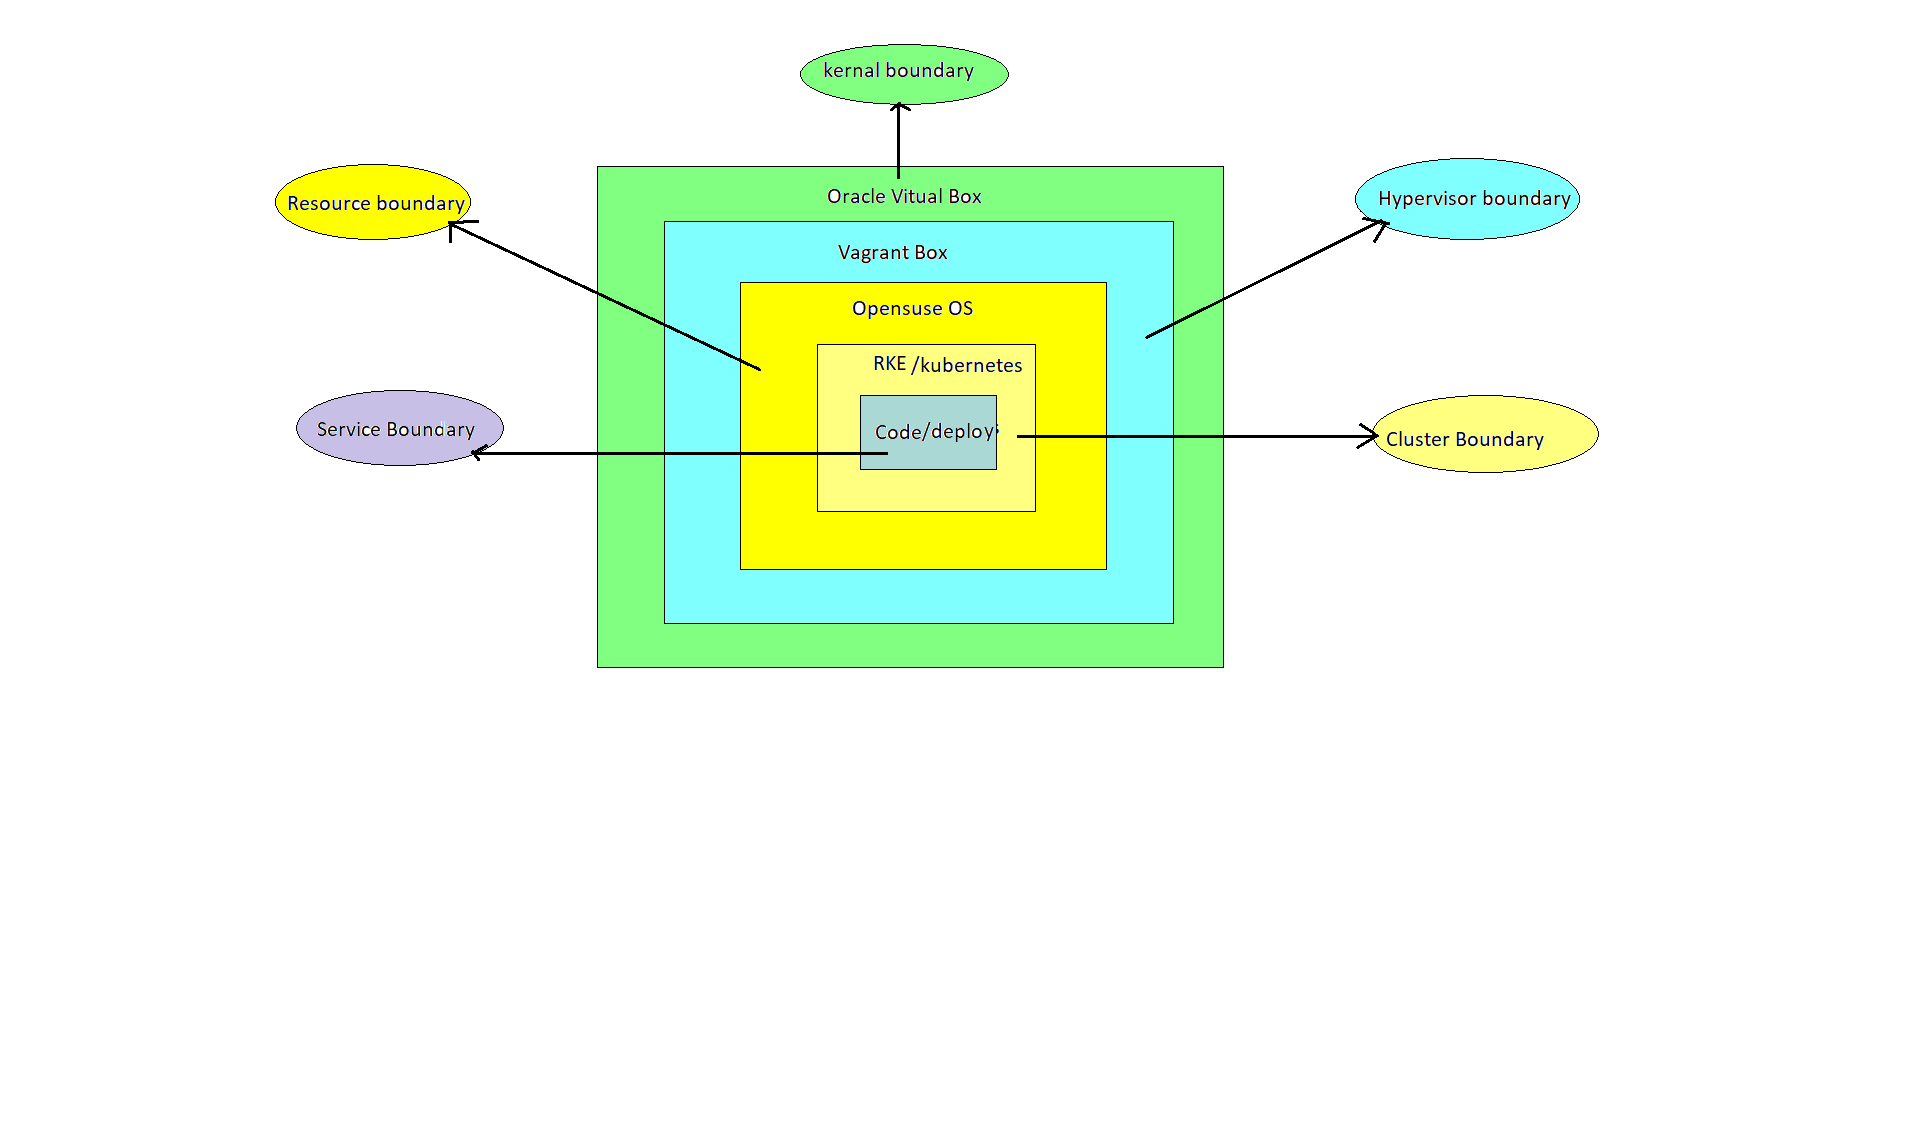 kernal boundary
Oracle Vitual Box
Resource boundary
Hypervisor boundary
Vagrant Box
Opensuse OS
RKE /kubernetes
Service Boundary
Code/deploys
Cluster Boundary